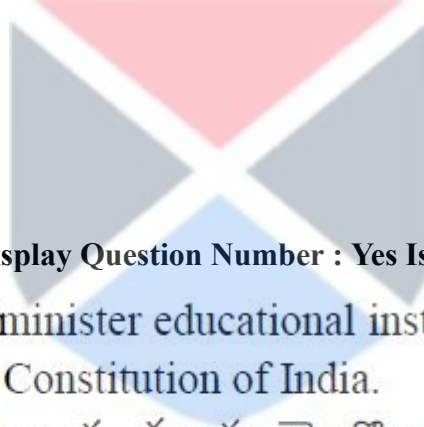 splay Question Number : Yes Is
minister educational inst
Constitution of India.